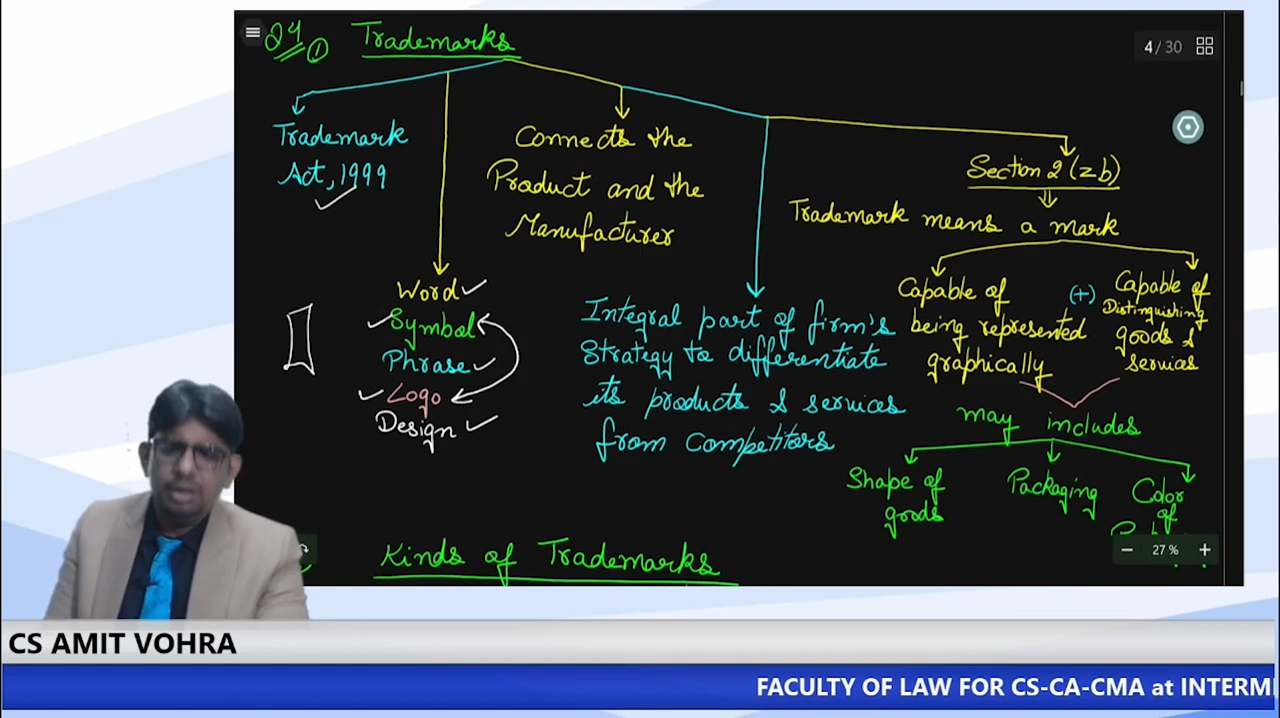 24
①
Trademarks
4 / 30
Trademark
Act, 1999
Connects the
Product and the
Manufacturer
Section 2 (zb)
Trademark means a mark
Word
Symbol
Phrase
Logo
Design
Integral part of firm's
Strategy to differentiate
its products & services
from competitors
Capable of
being represented
graphically
(+)
Capable of
Distinguishing
goods &
services
may includes
Shape of
goods
Packaging
Color
of
27 %
Kinds of Trademarks
CS AMIT VOHRA
FACULTY OF LAW FOR CS-CA-CMA at INTERM